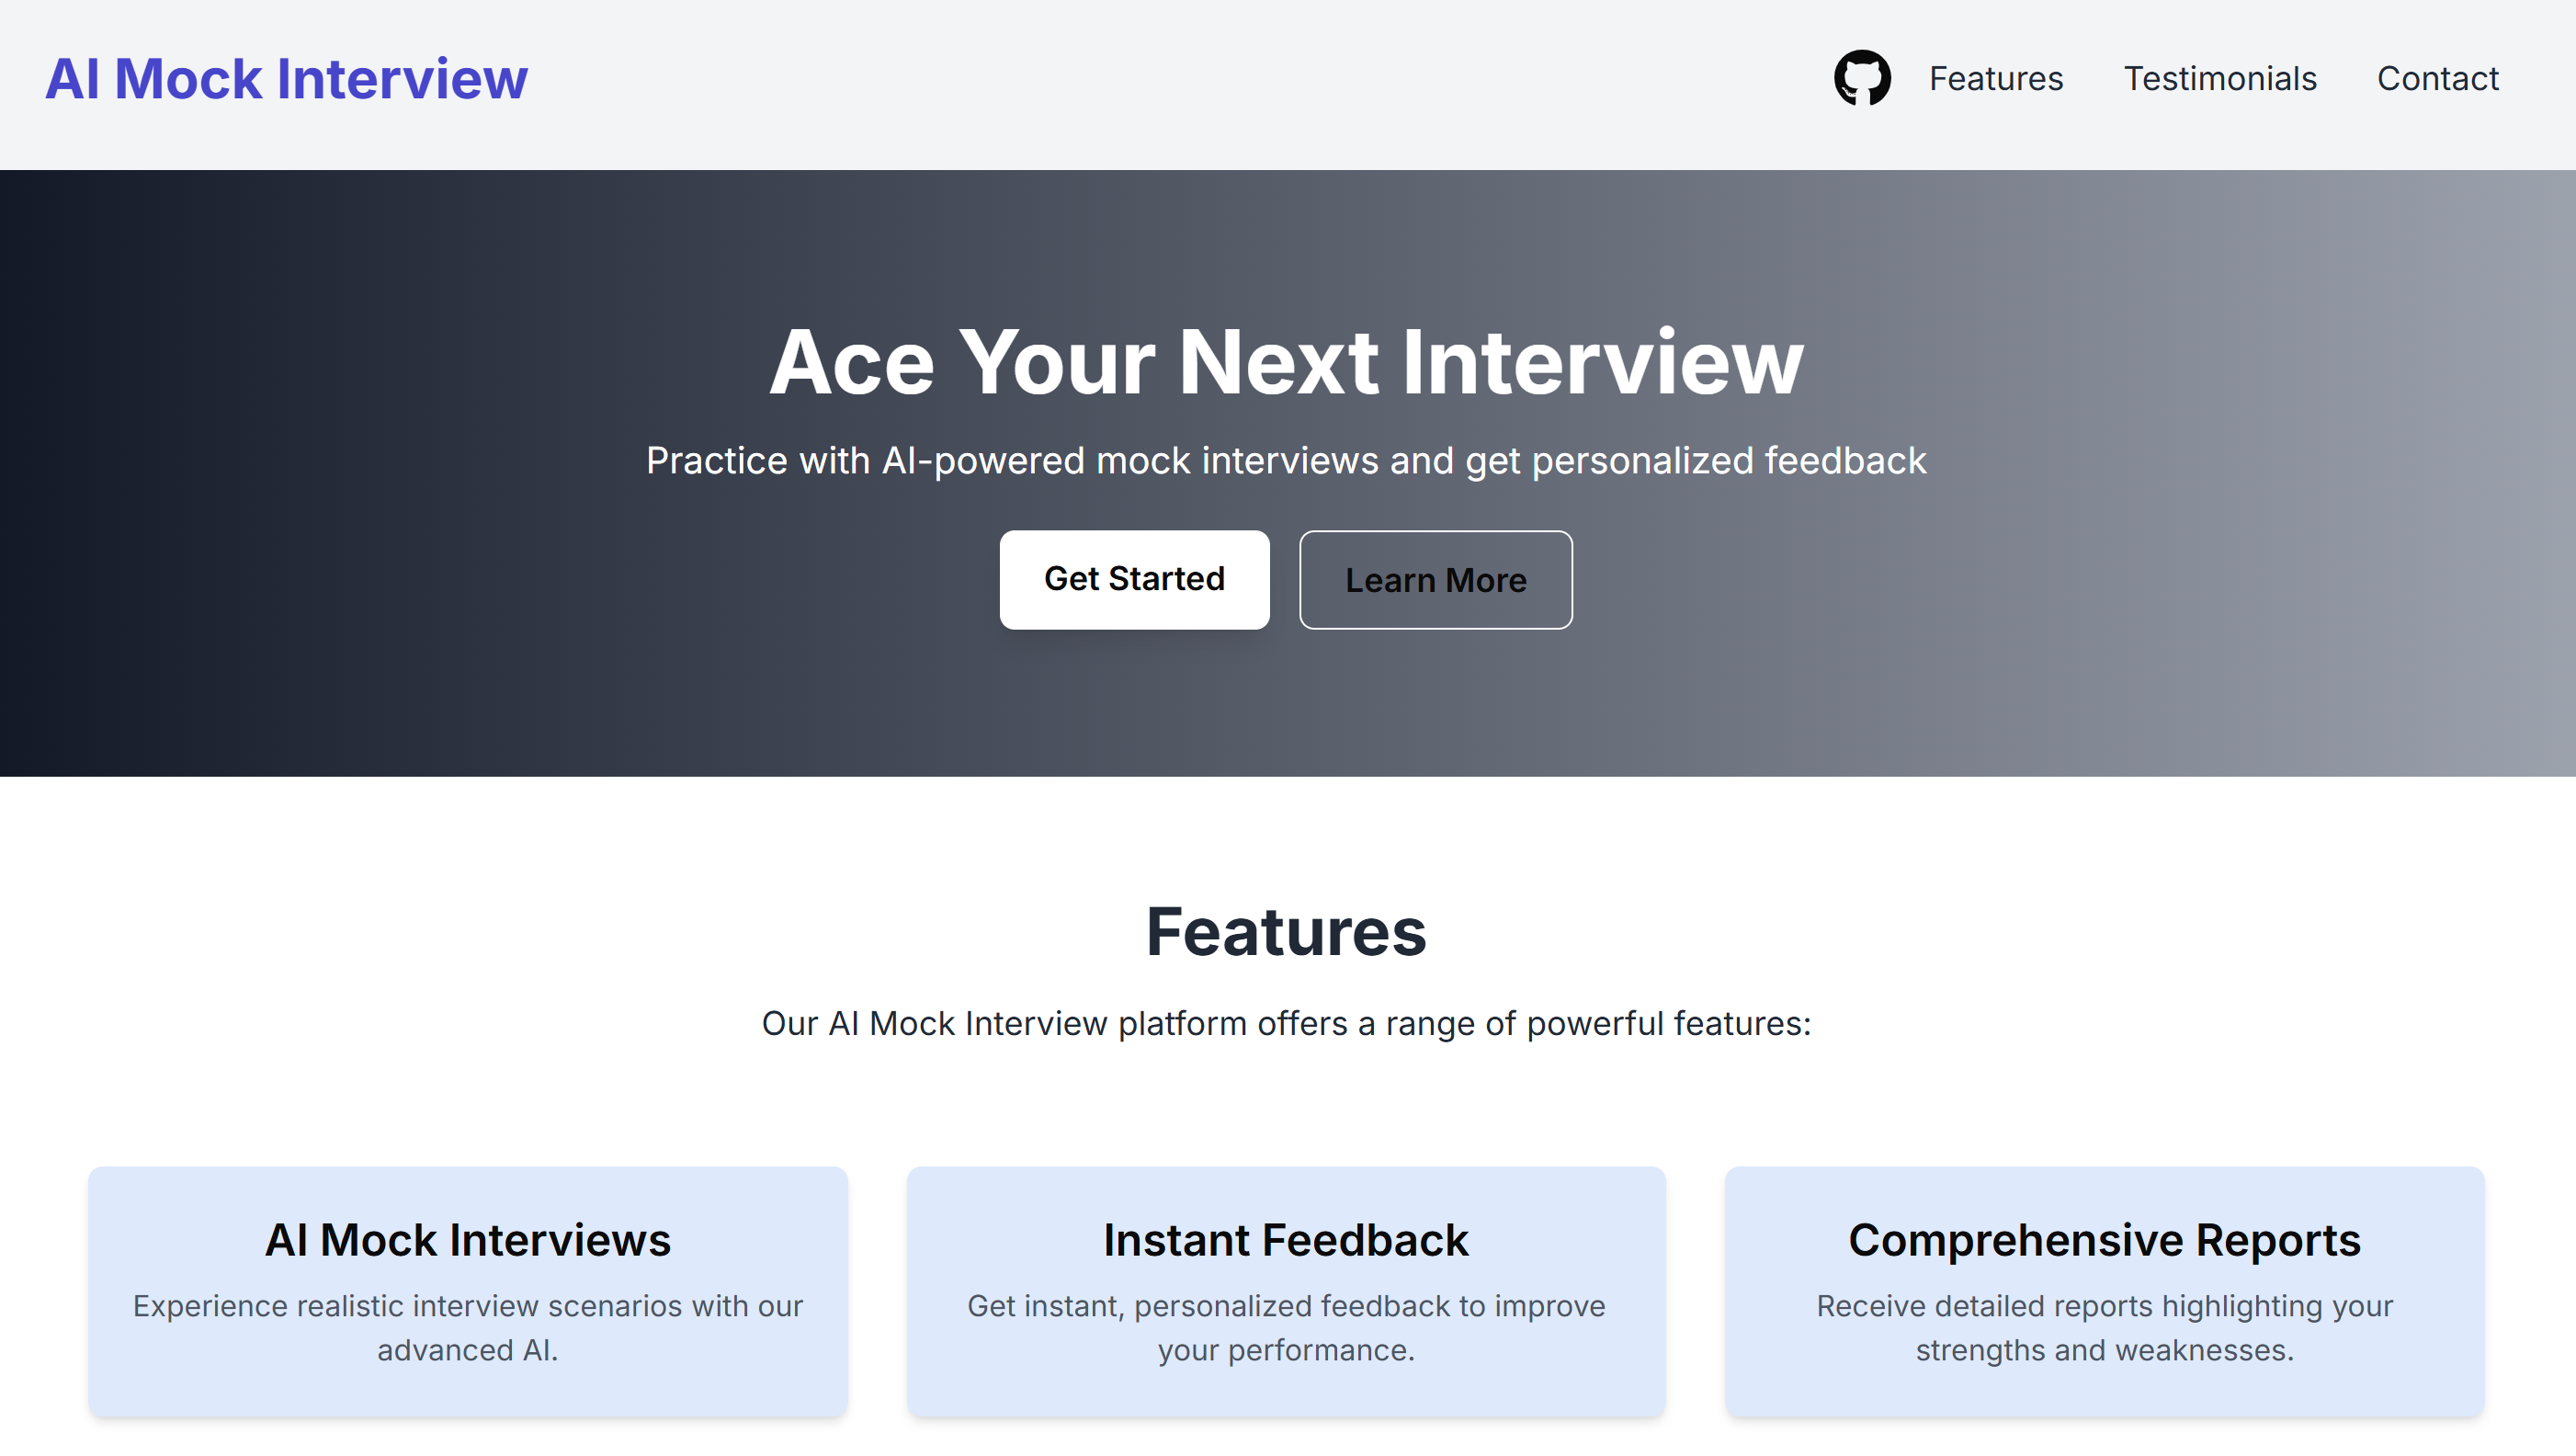 AI Mock Interview
Features
Testimonials
Contact
Ace Your Next Interview
Practice with AI-powered mock interviews and get personalized feedback
Get Started
Learn More
Features
Our AI Mock Interview platform offers a range of powerful features:
AI Mock Interviews
Experience realistic interview scenarios with our
advanced AI.
Instant Feedback
Get instant, personalized feedback to improve
your performance.
Comprehensive Reports
Receive detailed reports highlighting your
strengths and weaknesses.